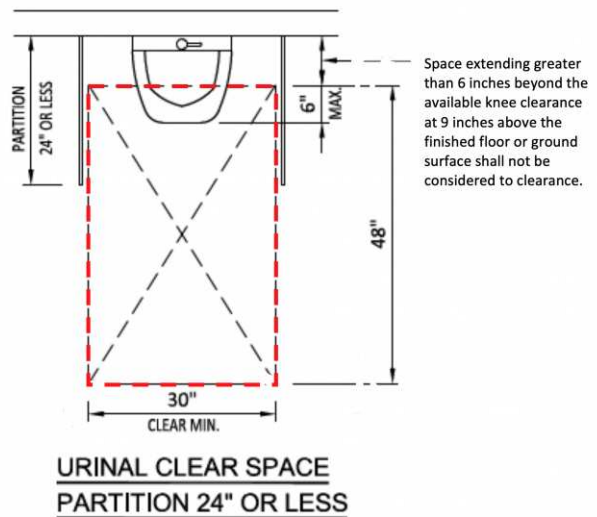 PARTITION
24" OR LESS
6"
MAX.
Space extending greater
than 6 inches beyond the
available knee clearance
at 9 inches above the
finished floor or ground
surface shall not be
considered to clearance.
48"
30"
CLEAR MIN.
URINAL CLEAR SPACE
PARTITION 24" OR LESS